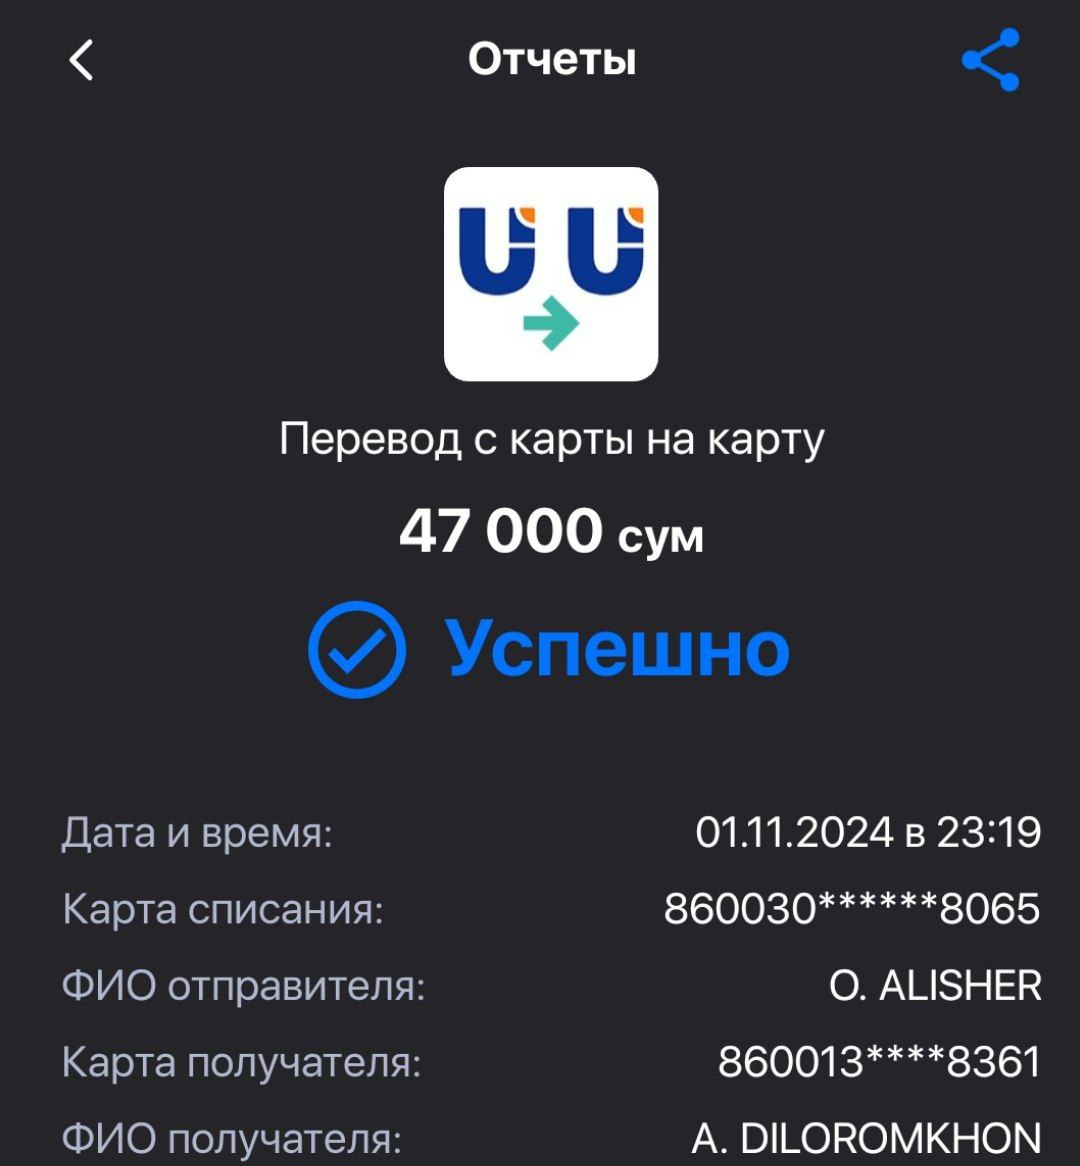 Отчеты
Перевод с карты на карту
47 000 сум
Успешно
Дата и время: 01.11.2024 в 23:19
Карта списания: 860030******8065
ФИО отправителя: O. ALISHER
Карта получателя: 860013****8361
ФИО получателя: A. DILOROMKHON